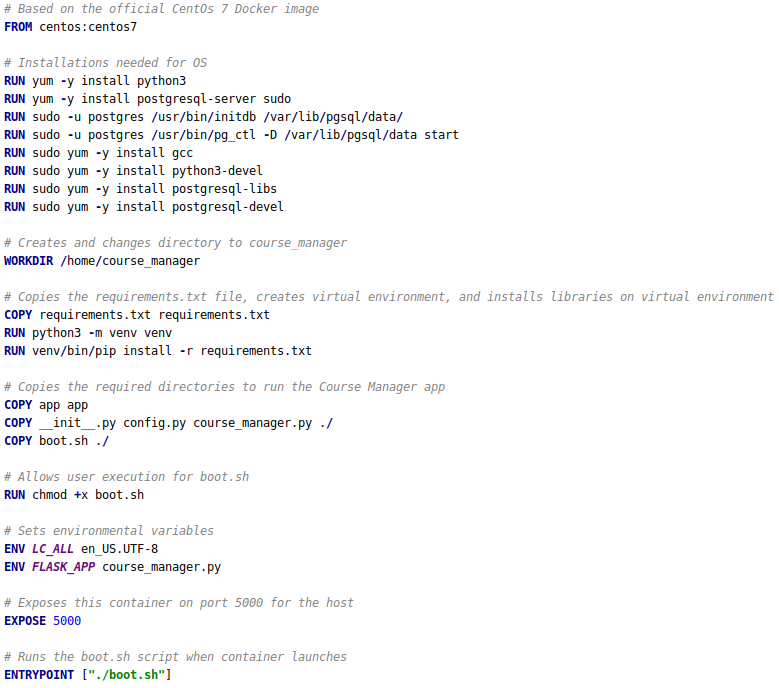 # Based on the official CentOs 7 Docker image
FROM centos:centos7
# Installations needed for OS
RUN yum -y install python3
RUN yum -y install postgresql-server sudo
RUN sudo -u postgres /usr/bin/initdb /var/lib/pgsql/data/
RUN sudo -u postgres /usr/bin/pg_ctl -D /var/lib/pgsql/data start
RUN sudo yum -y install gcc
RUN sudo yum -y install python3-devel
RUN sudo yum -y install postgresql-libs
RUN sudo yum -y install postgresql-devel
# Creates and changes directory to course_manager
WORKDIR /home/course_manager
# Copies the requirements.txt file, creates virtual environment, and installs libraries on virtual environment
COPY requirements.txt requirements.txt
RUN python3 -m venv venv
RUN venv/bin/pip install -r requirements.txt
# Copies the required directories to run the Course Manager app
COPY app app
COPY __init__.py config.py course_manager.py ./
COPY boot.sh ./
# Allows user execution for boot.sh
RUN chmod +x boot.sh
# Sets environmental variables
ENV LC_ALL en_US.UTF-8
ENV FLASK_APP course_manager.py
# Exposes this container on port 5000 for the host
EXPOSE 5000
# Runs the boot.sh script when container launches
ENTRYPOINT ["./boot.sh"]